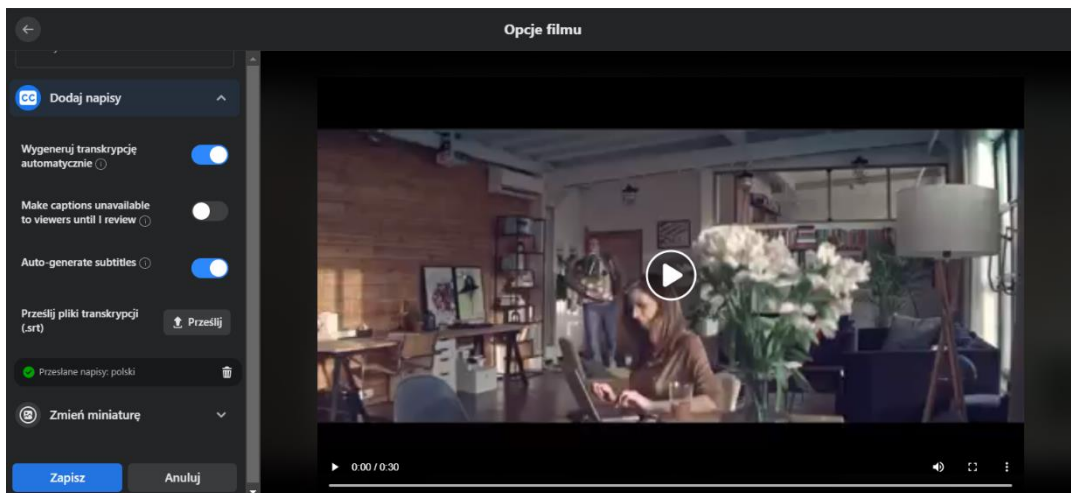 Opcje filmu
CC Dodaj napisy
Wygeneruj transkrypcję
automatycznie
Make captions unavailable
to viewers until I review
Auto-generate subtitles
Prześlij pliki transkrypcji
(.srt)
Prześlij
Przesłane napisy: polski
Zmień miniaturę
Zapisz
Anuluj
0:00 / 0:30